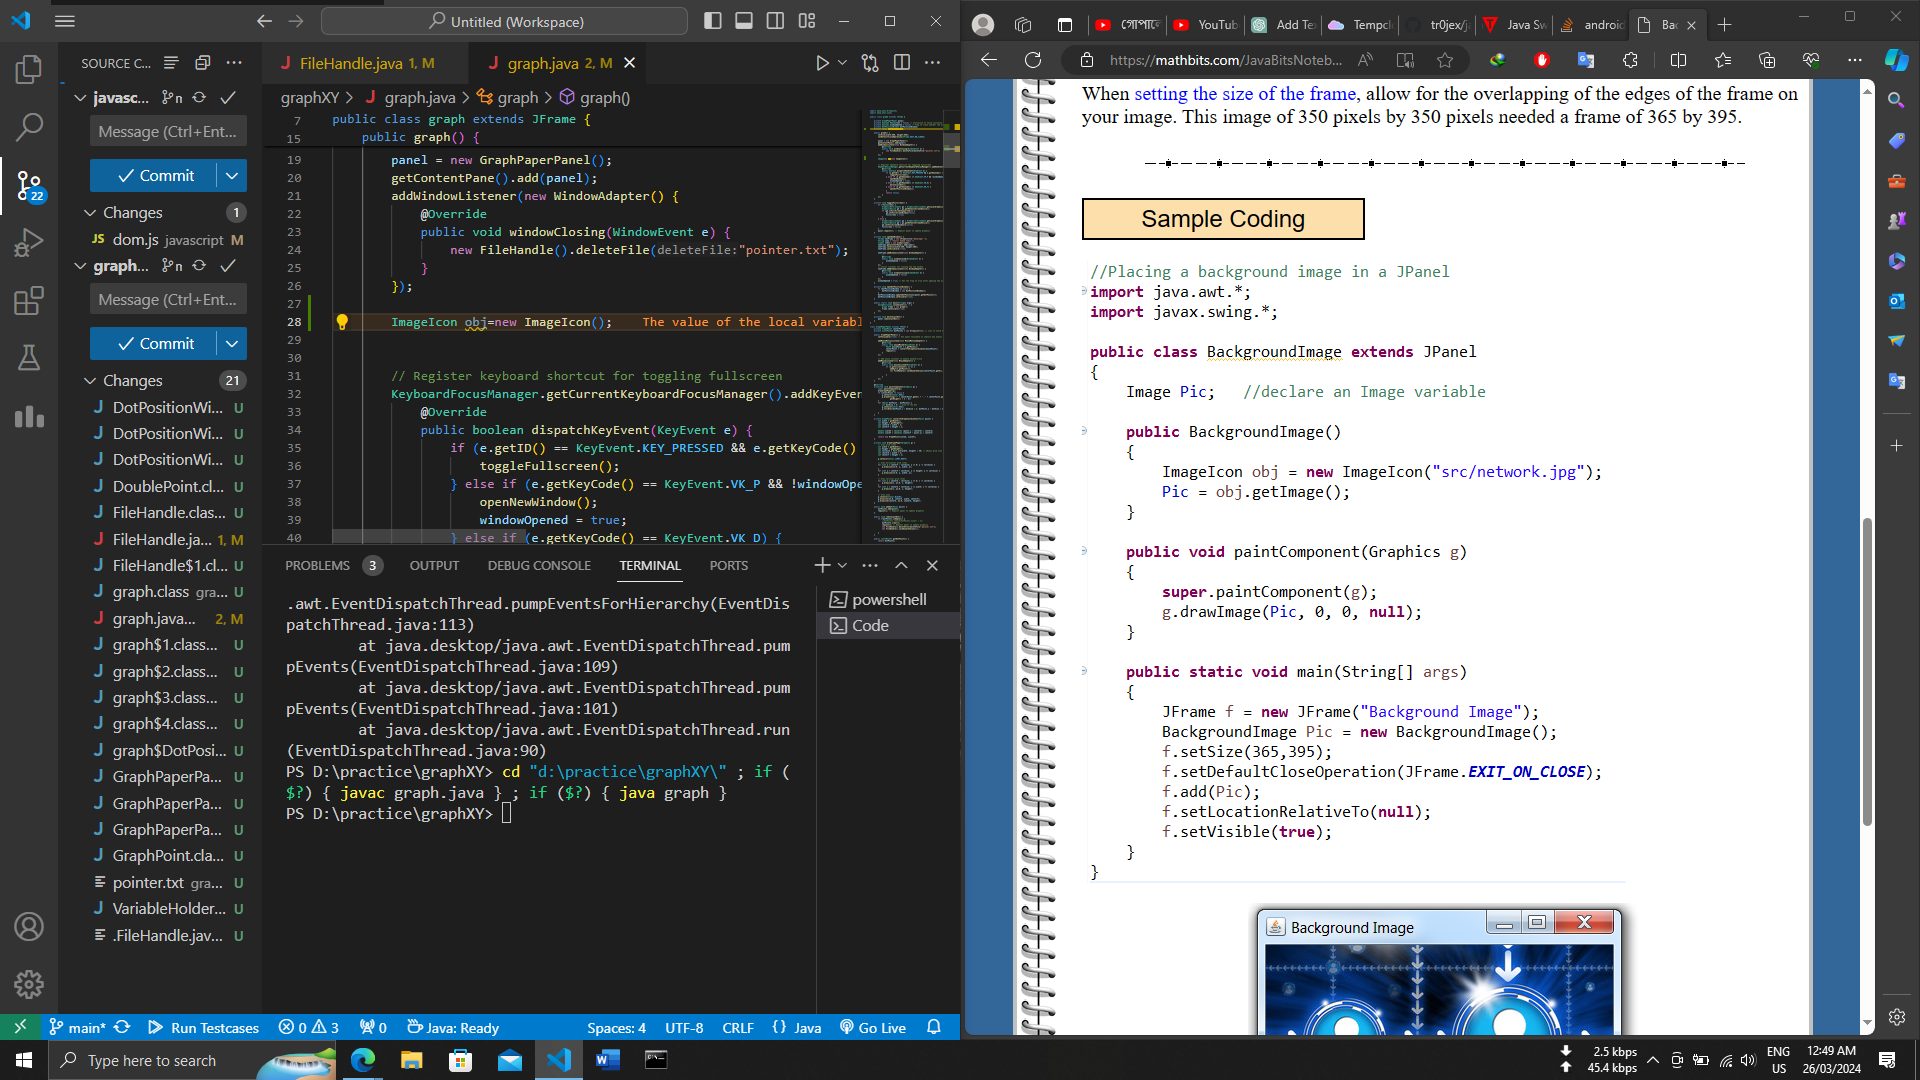 Untitled (Workspace)
SOURCE C...
javasc...
Message (Ctrl+Ent...
Commit
Changes 1
dom.js javascript M
graph...
Message (Ctrl+Ent...
Commit
Changes 21
DotPositionWi... U
DotPositionWi... U
DotPositionWi... U
DoublePoint.cl... U
FileHandle.clas... U
FileHandle.ja... 1, M
FileHandle$1.cl... U
graph.class gra... U
graph.java... 2, M
graph$1.class... U
graph$2.class... U
graph$3.class... U
graph$4.class... U
graph$DotPosi... U
GraphPaperPa... U
GraphPaperPa... U
GraphPaperPa... U
GraphPoint.cla... U
pointer.txt gra... U
VariableHolder... U
.FileHandle.jav... U
22
FileHandle.java 1, M
graph.java 2, M
graphXY > graph.java > graph > graph()
7 public class graph extends JFrame {
15 public graph() {
19 panel = new GraphPaperPanel();
20 getContentPane().add(panel);
21 addWindowListener(new WindowAdapter() {
22 @Override
23 public void windowClosing(WindowEvent e) {
24 new FileHandle().deleteFile(deleteFile:"pointer.txt");
25 }
26 });
27
28 ImageIcon obj=new ImageIcon(); The value of the local variabl
29
30
31 // Register keyboard shortcut for toggling fullscreen
32 KeyboardFocusManager.getCurrentKeyboardFocusManager().addKeyEven
33 @Override
34 public boolean dispatchKeyEvent(KeyEvent e) {
35 if (e.getID() == KeyEvent.KEY_PRESSED && e.getKeyCode()
36 toggleFullscreen();
37 } else if (e.getKeyCode() == KeyEvent.VK_P && !windowOpe
38 openNewWindow();
39 windowOpened = true;
40 } else if (e.getKeyCode() == KeyEvent.VK_D) {
PROBLEMS 3 OUTPUT DEBUG CONSOLE TERMINAL PORTS
powershell
Code
.awt.EventDispatchThread.pumpEventsForHierarchy(EventDis
patchThread.java:113)
at java.desktop/java.awt.EventDispatchThread.pum
pEvents(EventDispatchThread.java:109)
at java.desktop/java.awt.EventDispatchThread.pum
pEvents(EventDispatchThread.java:101)
at java.desktop/java.awt.EventDispatchThread.run
(EventDispatchThread.java:90)
PS D:\practice\graphXY> cd "d:\practice\graphXY\" ; if (
$?) { javac graph.java } ; if ($?) { java graph }
PS D:\practice\graphXY>
main* Run Testcases 0 3 0 Java: Ready Spaces: 4 UTF-8 CRLF {} Java Go Live
গোপাল YouTub Add Te Tempcl tr0jex/j Java Sw android Bac
https://mathbits.com/JavaBitsNoteb...
When setting the size of the frame, allow for the overlapping of the edges of the frame on
your image. This image of 350 pixels by 350 pixels needed a frame of 365 by 395.
Sample Coding
//Placing a background image in a JPanel
import java.awt.*;
import javax.swing.*;
public class BackgroundImage extends JPanel
{
Image Pic; //declare an Image variable
public BackgroundImage()
{
ImageIcon obj = new ImageIcon("src/network.jpg");
Pic = obj.getImage();
}
public void paintComponent(Graphics g)
{
super.paintComponent(g);
g.drawImage(Pic, 0, 0, null);
}
public static void main(String[] args)
{
JFrame f = new JFrame("Background Image");
BackgroundImage Pic = new BackgroundImage();
f.setSize(365,395);
f.setDefaultCloseOperation(JFrame.EXIT_ON_CLOSE);
f.add(Pic);
f.setLocationRelativeTo(null);
f.setVisible(true);
}
}
Background Image
Type here to search
2.5 kbps
45.4 kbps
ENG
US
12:49 AM
26/03/2024